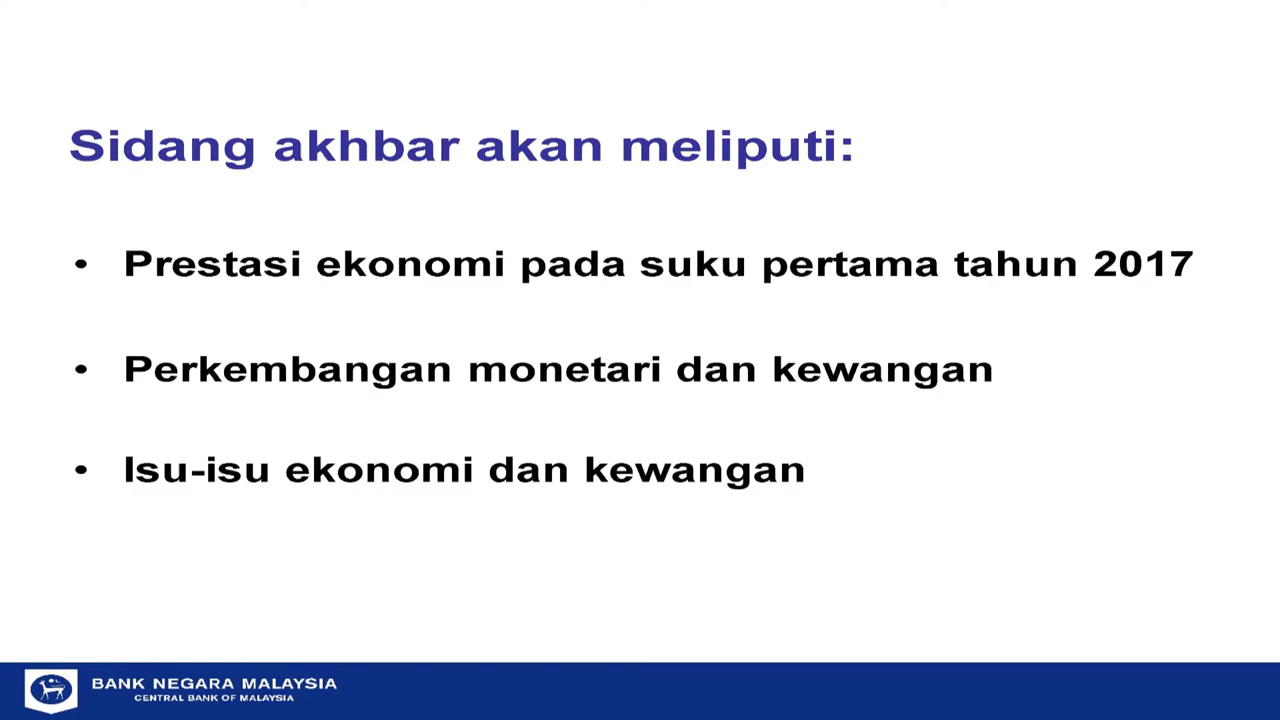 Sidang akhbar akan meliputi:
• Prestasi ekonomi pada suku pertama tahun 2017
• Perkembangan monetari dan kewangan
• Isu-isu ekonomi dan kewangan
BANK NEGARA MALAYSIA
CENTRAL BANK OF MALAYSIA